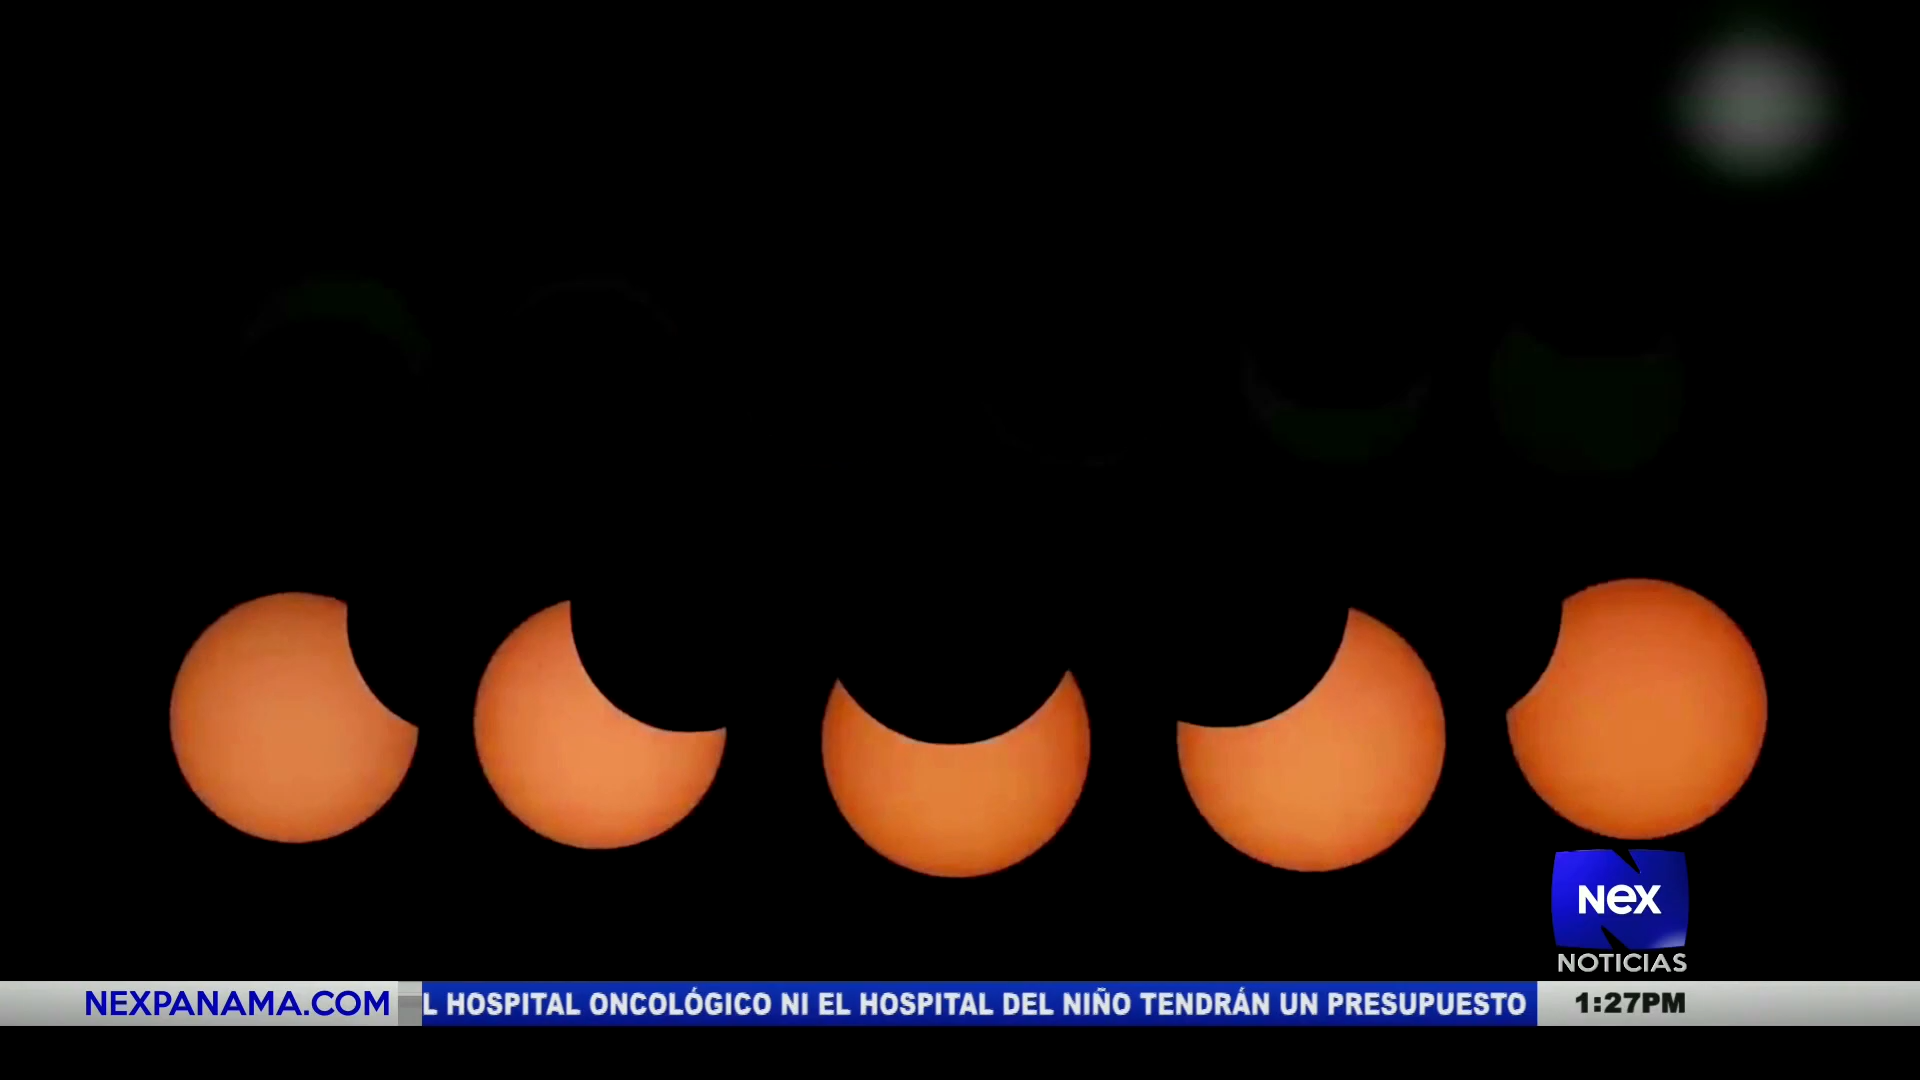 NEX
NOTICIAS
NEXPANAMA.COM
L HOSPITAL ONCOLÓGICO NI EL HOSPITAL DEL NIÑO TENDRÁN UN PRESUPUESTO
1:27PM